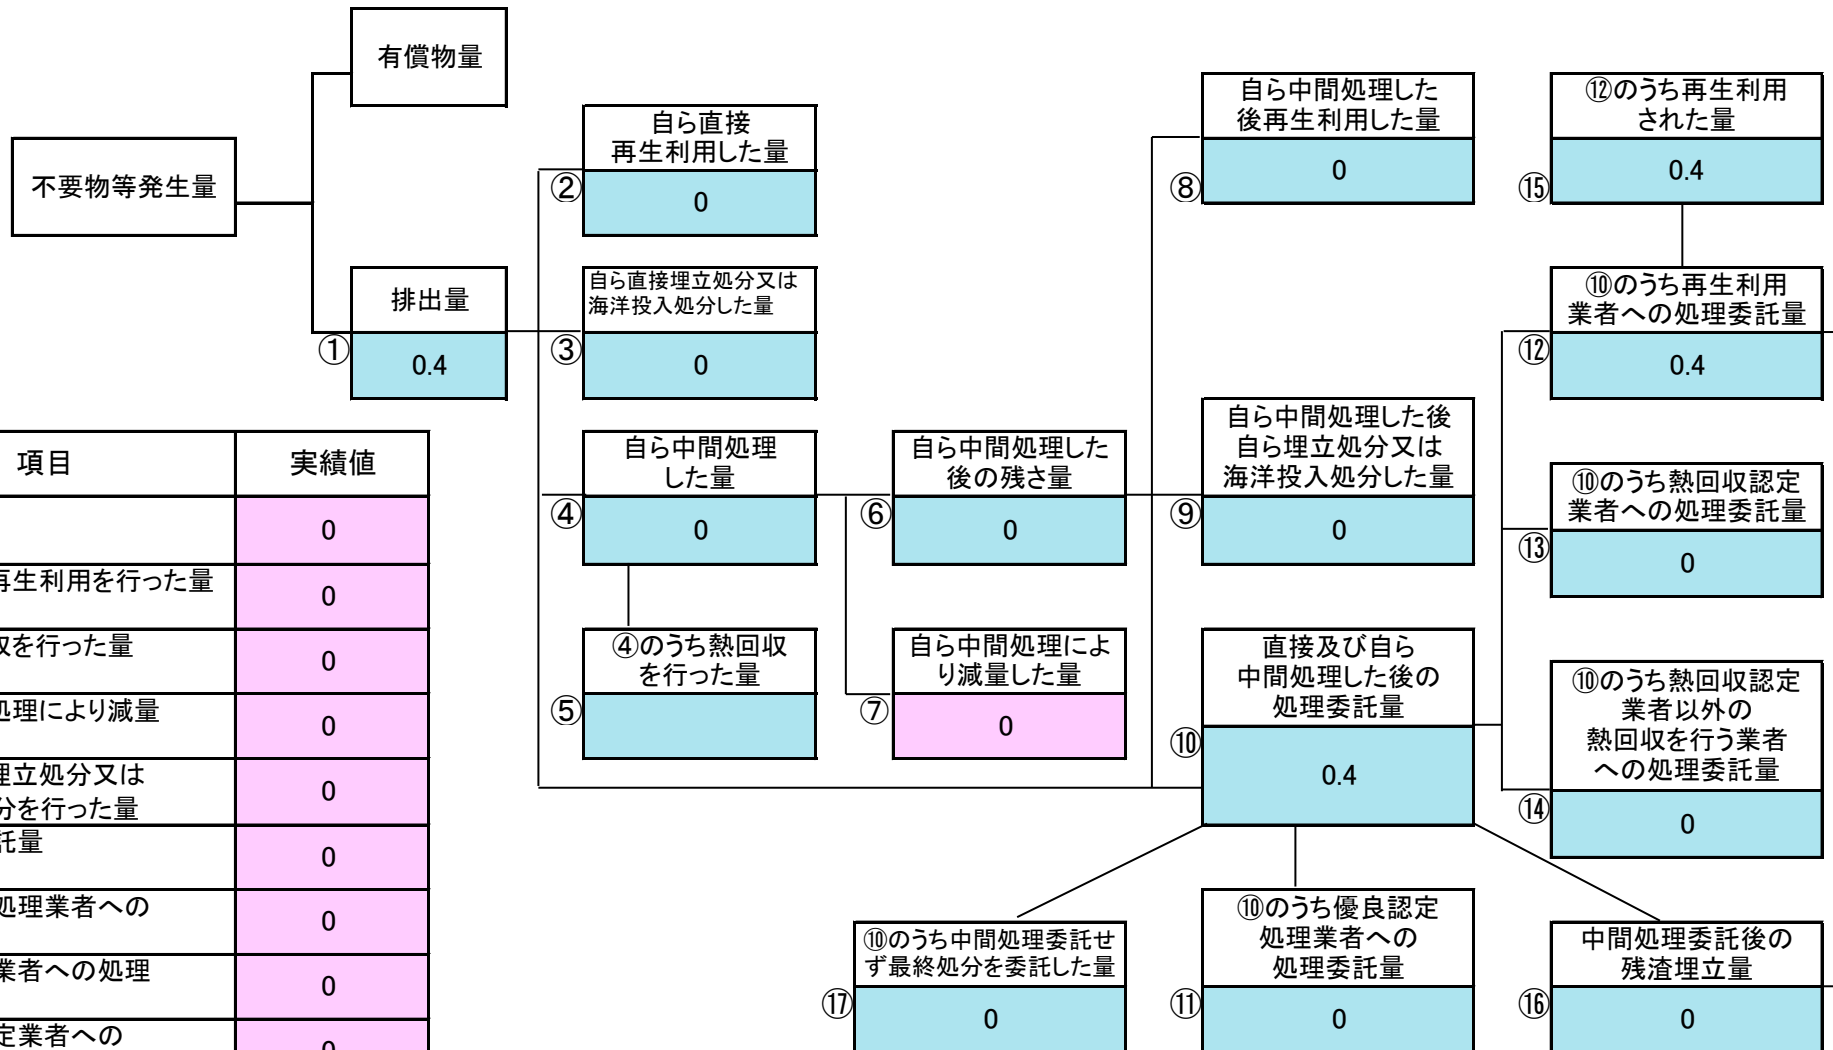 有償物量
不要物等発生量
排出量
①
0.4
自ら直接
再生利用した量
②
0
自ら直接埋立処分又は
海洋投入処分した量
③
0
自ら中間処理
した量
④
0
④のうち熱回収
を行った量
⑤
自ら中間処理した
後の残さ量
⑥
0
自ら中間処理によ
り減量した量
⑦
0
自ら中間処理した
後再生利用した量
⑧
0
自ら中間処理した後
自ら埋立処分又は
海洋投入処分した量
⑨
0
直接及び自ら
中間処理した後の
処理委託量
⑩
0.4
⑫のうち再生利用
された量
⑮
0.4
⑩のうち再生利用
業者への処理委託量
⑫
0.4
⑩のうち熱回収認定
業者への処理委託量
⑬
0
⑩のうち熱回収認定
業者以外の
熱回収を行う業者
への処理委託量
⑭
0
⑩のうち中間処理委託せ
ず最終処分を委託した量
⑰
0
⑩のうち優良認定
処理業者への
処理委託量
⑪
0
中間処理委託後の
残渣埋立量
⑯
0
項目 実績値
0
再生利用を行った量
0
を行った量
0
処理により減量
0
埋立処分又は
分を行った量
0
託量
0
処理業者への
0
業者への処理
0
定業者への
0